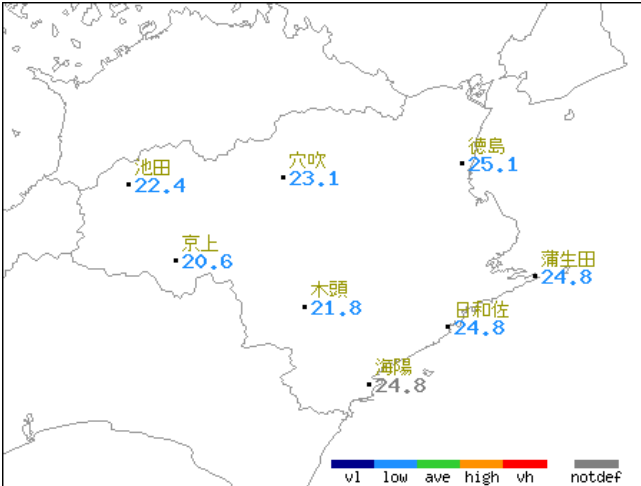 徳島
25.1
穴吹
23.1
池田
22.4
京上
20.6
蒲生田
24.8
木頭
21.8
日和佐
24.8
海陽
24.8
vl low ave high vh notdef